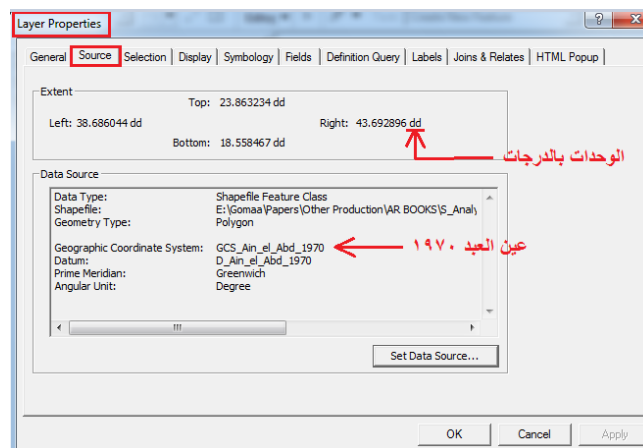 Layer Properties
General Source Selection Display Symbology Fields Definition Query Labels Joins & Relates HTML Popup
Extent
Top: 23.863234 dd
Left: 38.686044 dd Right: 43.692896 dd
Bottom: 18.558467 dd
الوحدات بالدرجات
Data Source
Data Type: Shapefile Feature Class
Shapefile: E:\Gomaa\Papers\Other Production\AR BOOKS\S_Analy
Geometry Type: Polygon
Geographic Coordinate System: GCS_Ain_el_Abd_1970
عين العبد ١٩٧٠
Datum: D_Ain_el_Abd_1970
Prime Meridian: Greenwich
Angular Unit: Degree
Set Data Source...
OK Cancel Apply